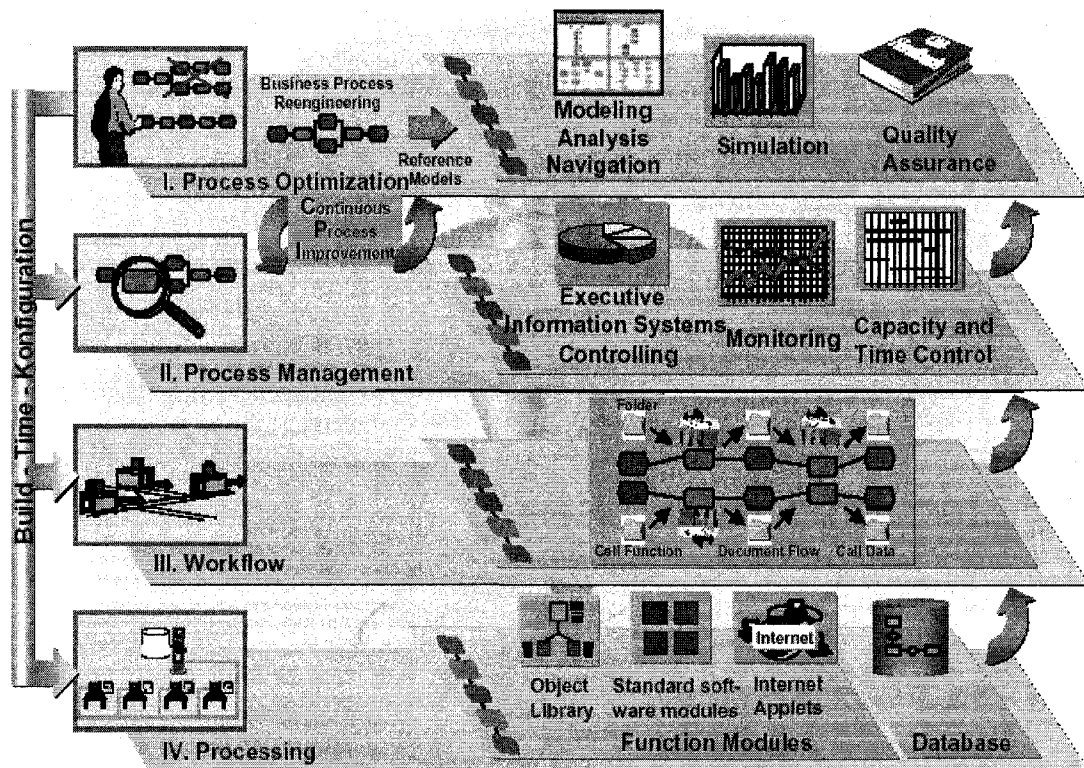 Build - Time - Konfiguration
Business Process
Reengineering
Reference
Models
I. Process Optimization
Modeling
Analysis
Navigation
Simulation
Quality
Assurance
Continuous
Process
Improvement
II. Process Management
Executive
Information Systems
Controlling
Monitoring
Capacity and
Time Control
III. Workflow
Folder
Call Function
Document Flow
Call Data
IV. Processing
Object
Library
Standard soft-
ware modules
Internet
Internet
Applets
Function Modules
Database